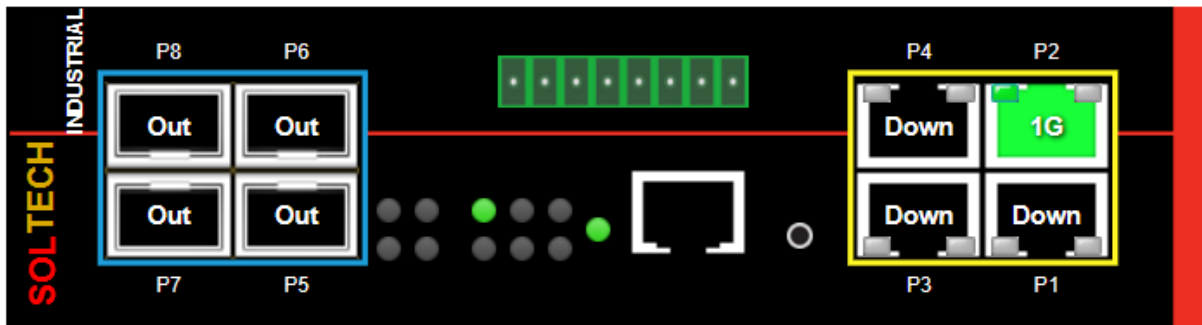 INDUSTRIAL
SOLTECH
P8 P6
Out Out
Out Out
P7 P5
P4 P2
Down 1G
Down Down
P3 P1